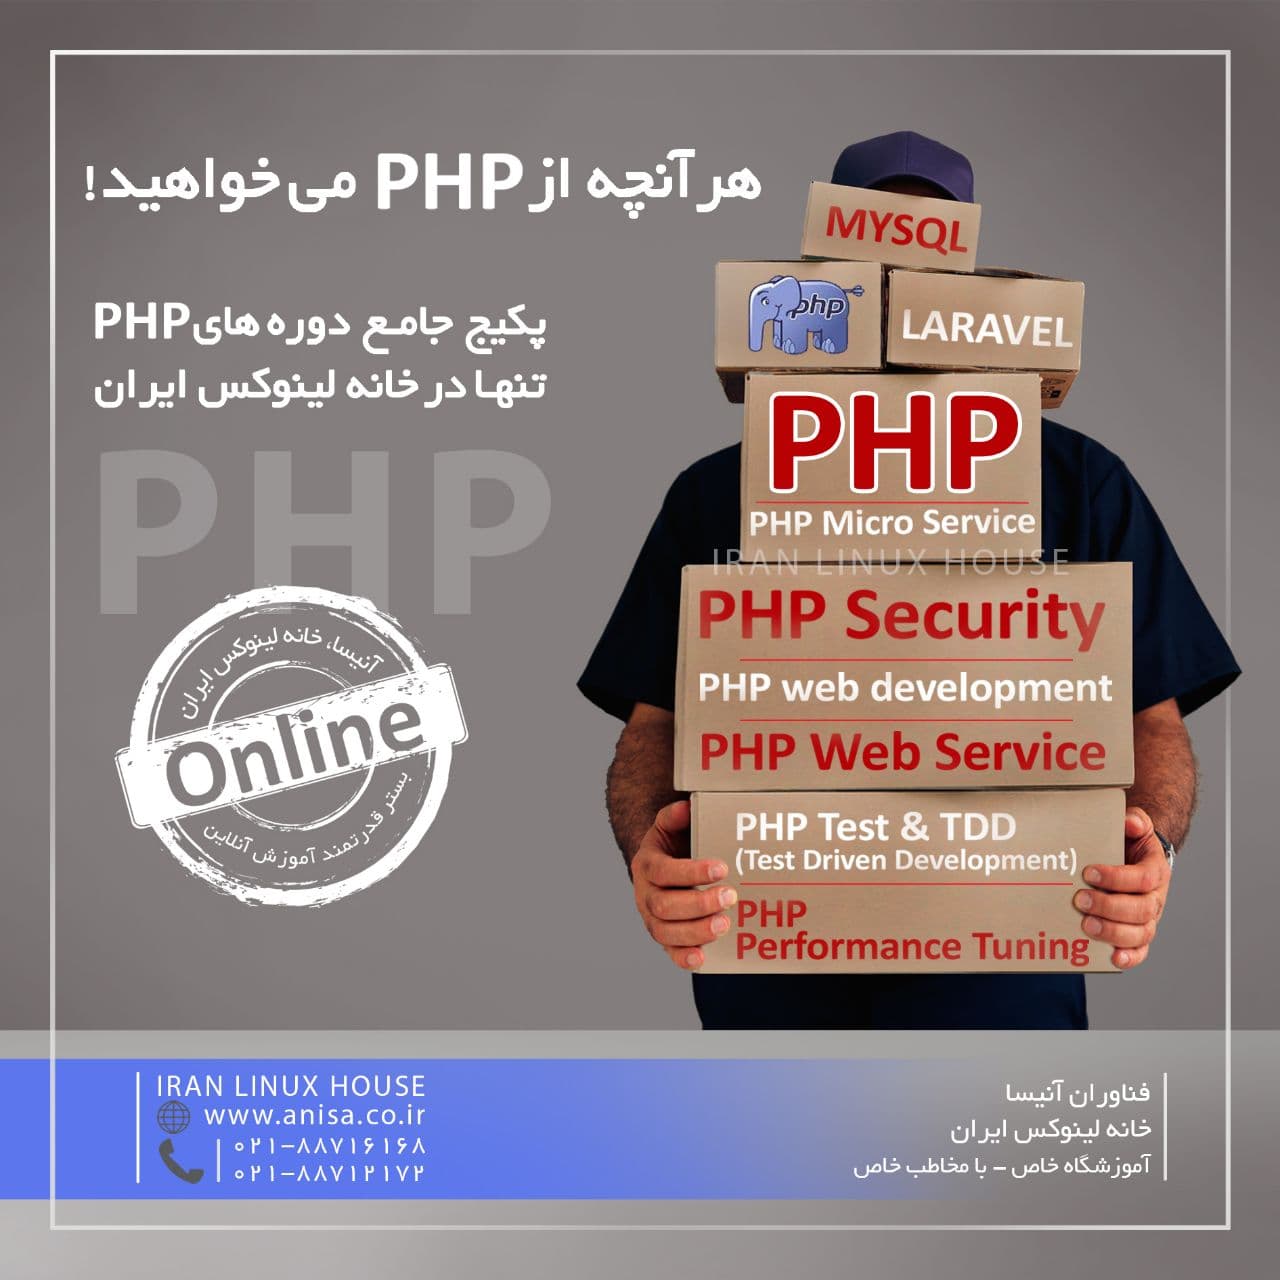 هر آنچه از PHP می‌خواهید!
پکیج جامع دوره های PHP
تنها در خانه لینوکس ایران
PHP
آنیسا، خانه لینوکس ایران
Online
بستر قدرتمند آموزش آنلاین
MYSQL
php
LARAVEL
PHP
PHP Micro Service
IRAN LINUX HOUSE
PHP Security
PHP web development
PHP Web Service
PHP Test & TDD
(Test Driven Development)
PHP
Performance Tuning
IRAN LINUX HOUSE
www.anisa.co.ir
۰۲۱-۸۸۷۱۶۱۶۸
۰۲۱-۸۸۷۱۲۱۷۲
فناوران آنیسا
خانه لینوکس ایران
آموزشگاه خاص - با مخاطب خاص